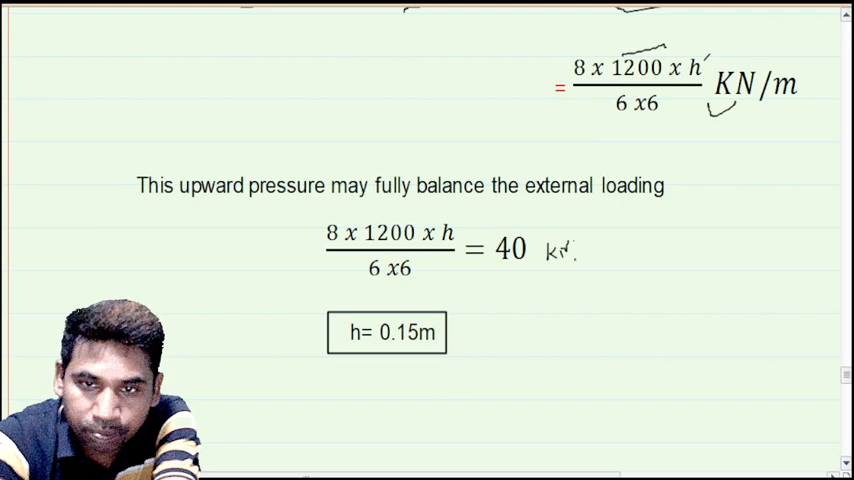 = 8 x 1200 x h / 6 x6 KN/m
This upward pressure may fully balance the external loading
8 x 1200 x h / 6 x6 = 40
h= 0.15m